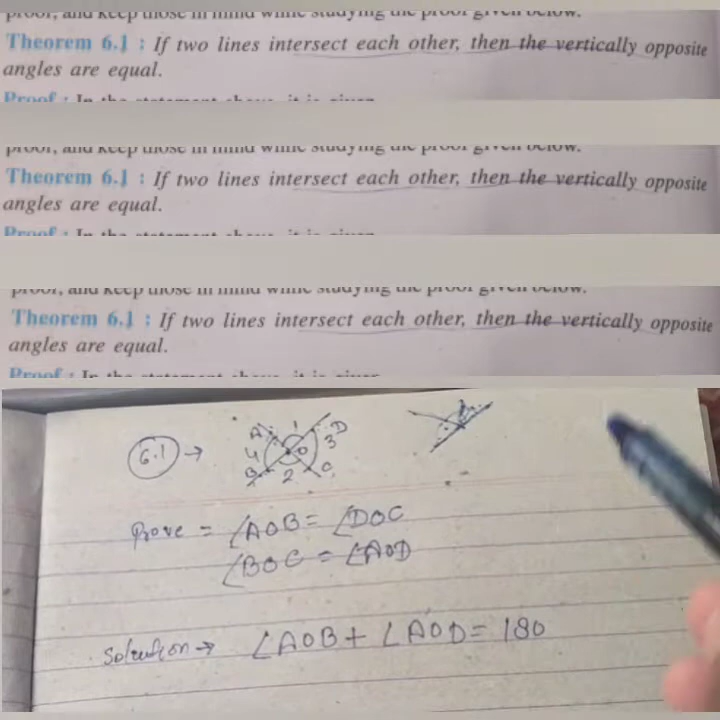 Theorem 6.1 : If two lines intersect each other, then the vertically opposite
angles are equal.
Theorem 6.1 : If two lines intersect each other, then the vertically opposite
angles are equal.
Theorem 6.1 : If two lines intersect each other, then the vertically opposite
angles are equal.
6.1 →
A 1 D
4 O 3
B 2 C
Prove = ∠AOB = ∠DOC
∠BOC = ∠AOD
Solution → ∠AOB + ∠AOD = 180